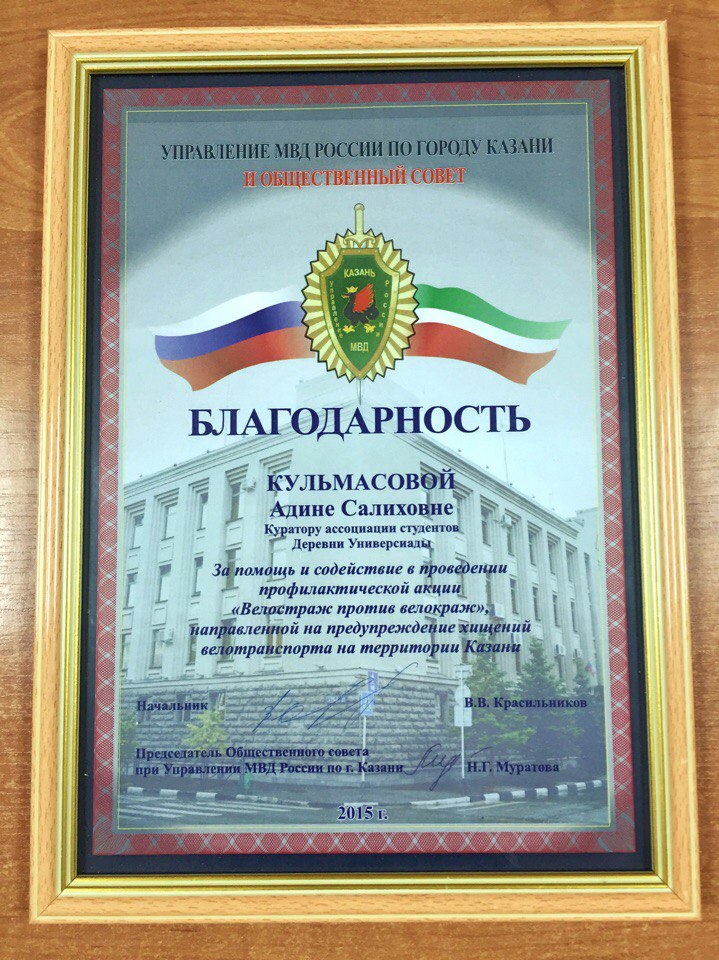 УПРАВЛЕНИЕ МВД РОССИИ ПО ГОРОДУ КАЗАНИ
И ОБЩЕСТВЕННЫЙ СОВЕТ
КАЗАНЬ
Управление
России
МВД
БЛАГОДАРНОСТЬ
КУЛЬМАСОВОЙ
Адине Салиховне
Куратору ассоциации студентов
Деревни Универсиады
За помощь и содействие в проведении
профилактической акции
«Велостраж против велокраж»,
направленной на предупреждение хищений
велотранспорта на территории Казани
Начальник В.В. Красильников
Председатель Общественного совета
при Управлении МВД России по г. Казани Н.Г. Муратова
2015 г.